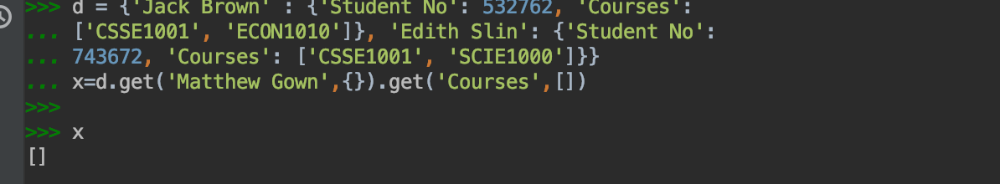 >>> d = {'Jack Brown' : {'Student No': 532762, 'Courses':
... ['CSSE1001', 'ECON1010']}, 'Edith Slin': {'Student No':
... 743672, 'Courses': ['CSSE1001', 'SCIE1000']}}
... x=d.get('Matthew Gown',{}).get('Courses',[])
>>>
>>> x
[]